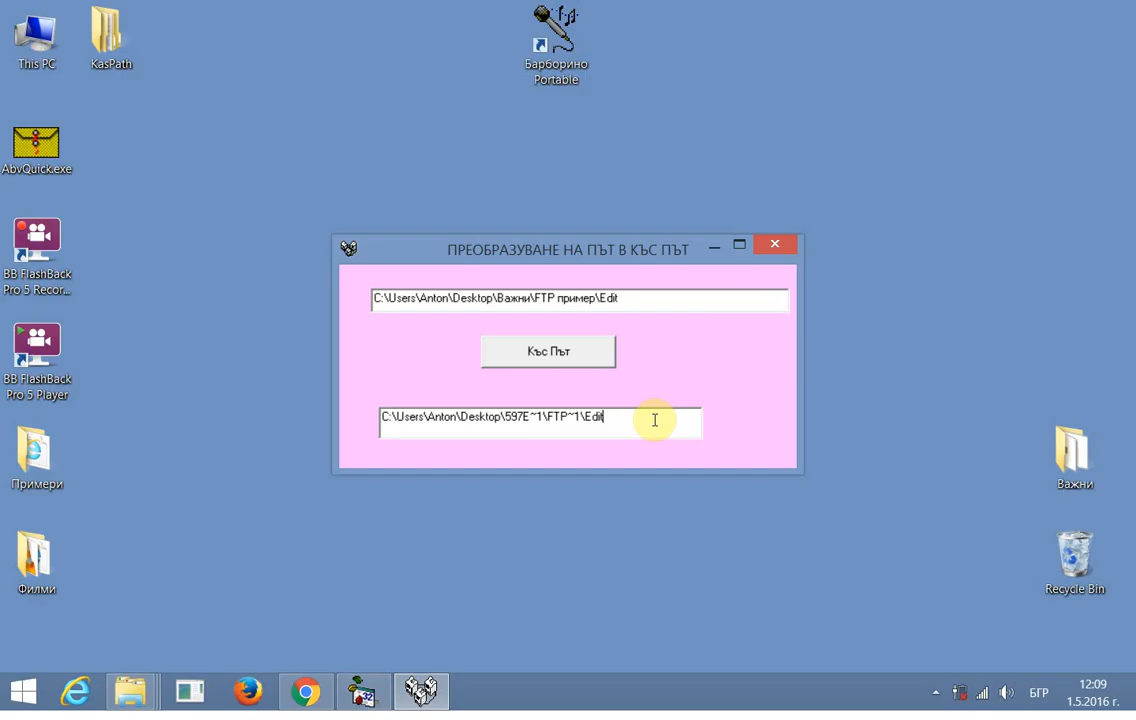 This PC
KasPath
Барборино
Portable
AbvQuick.exe
BB FlashBack
Pro 5 Recor...
BB FlashBack
Pro 5 Player
Примери
Филми
ПРЕОБРАЗУВАНЕ НА ПЪТ В КЪС ПЪТ
C:\Users\Anton\Desktop\Важни\FTP пример\Edit
Къс Път
C:\Users\Anton\Desktop\597E~1\FTP~1\Edit
Важни
Recycle Bin
32
БГР
12:09
1.5.2016 г.